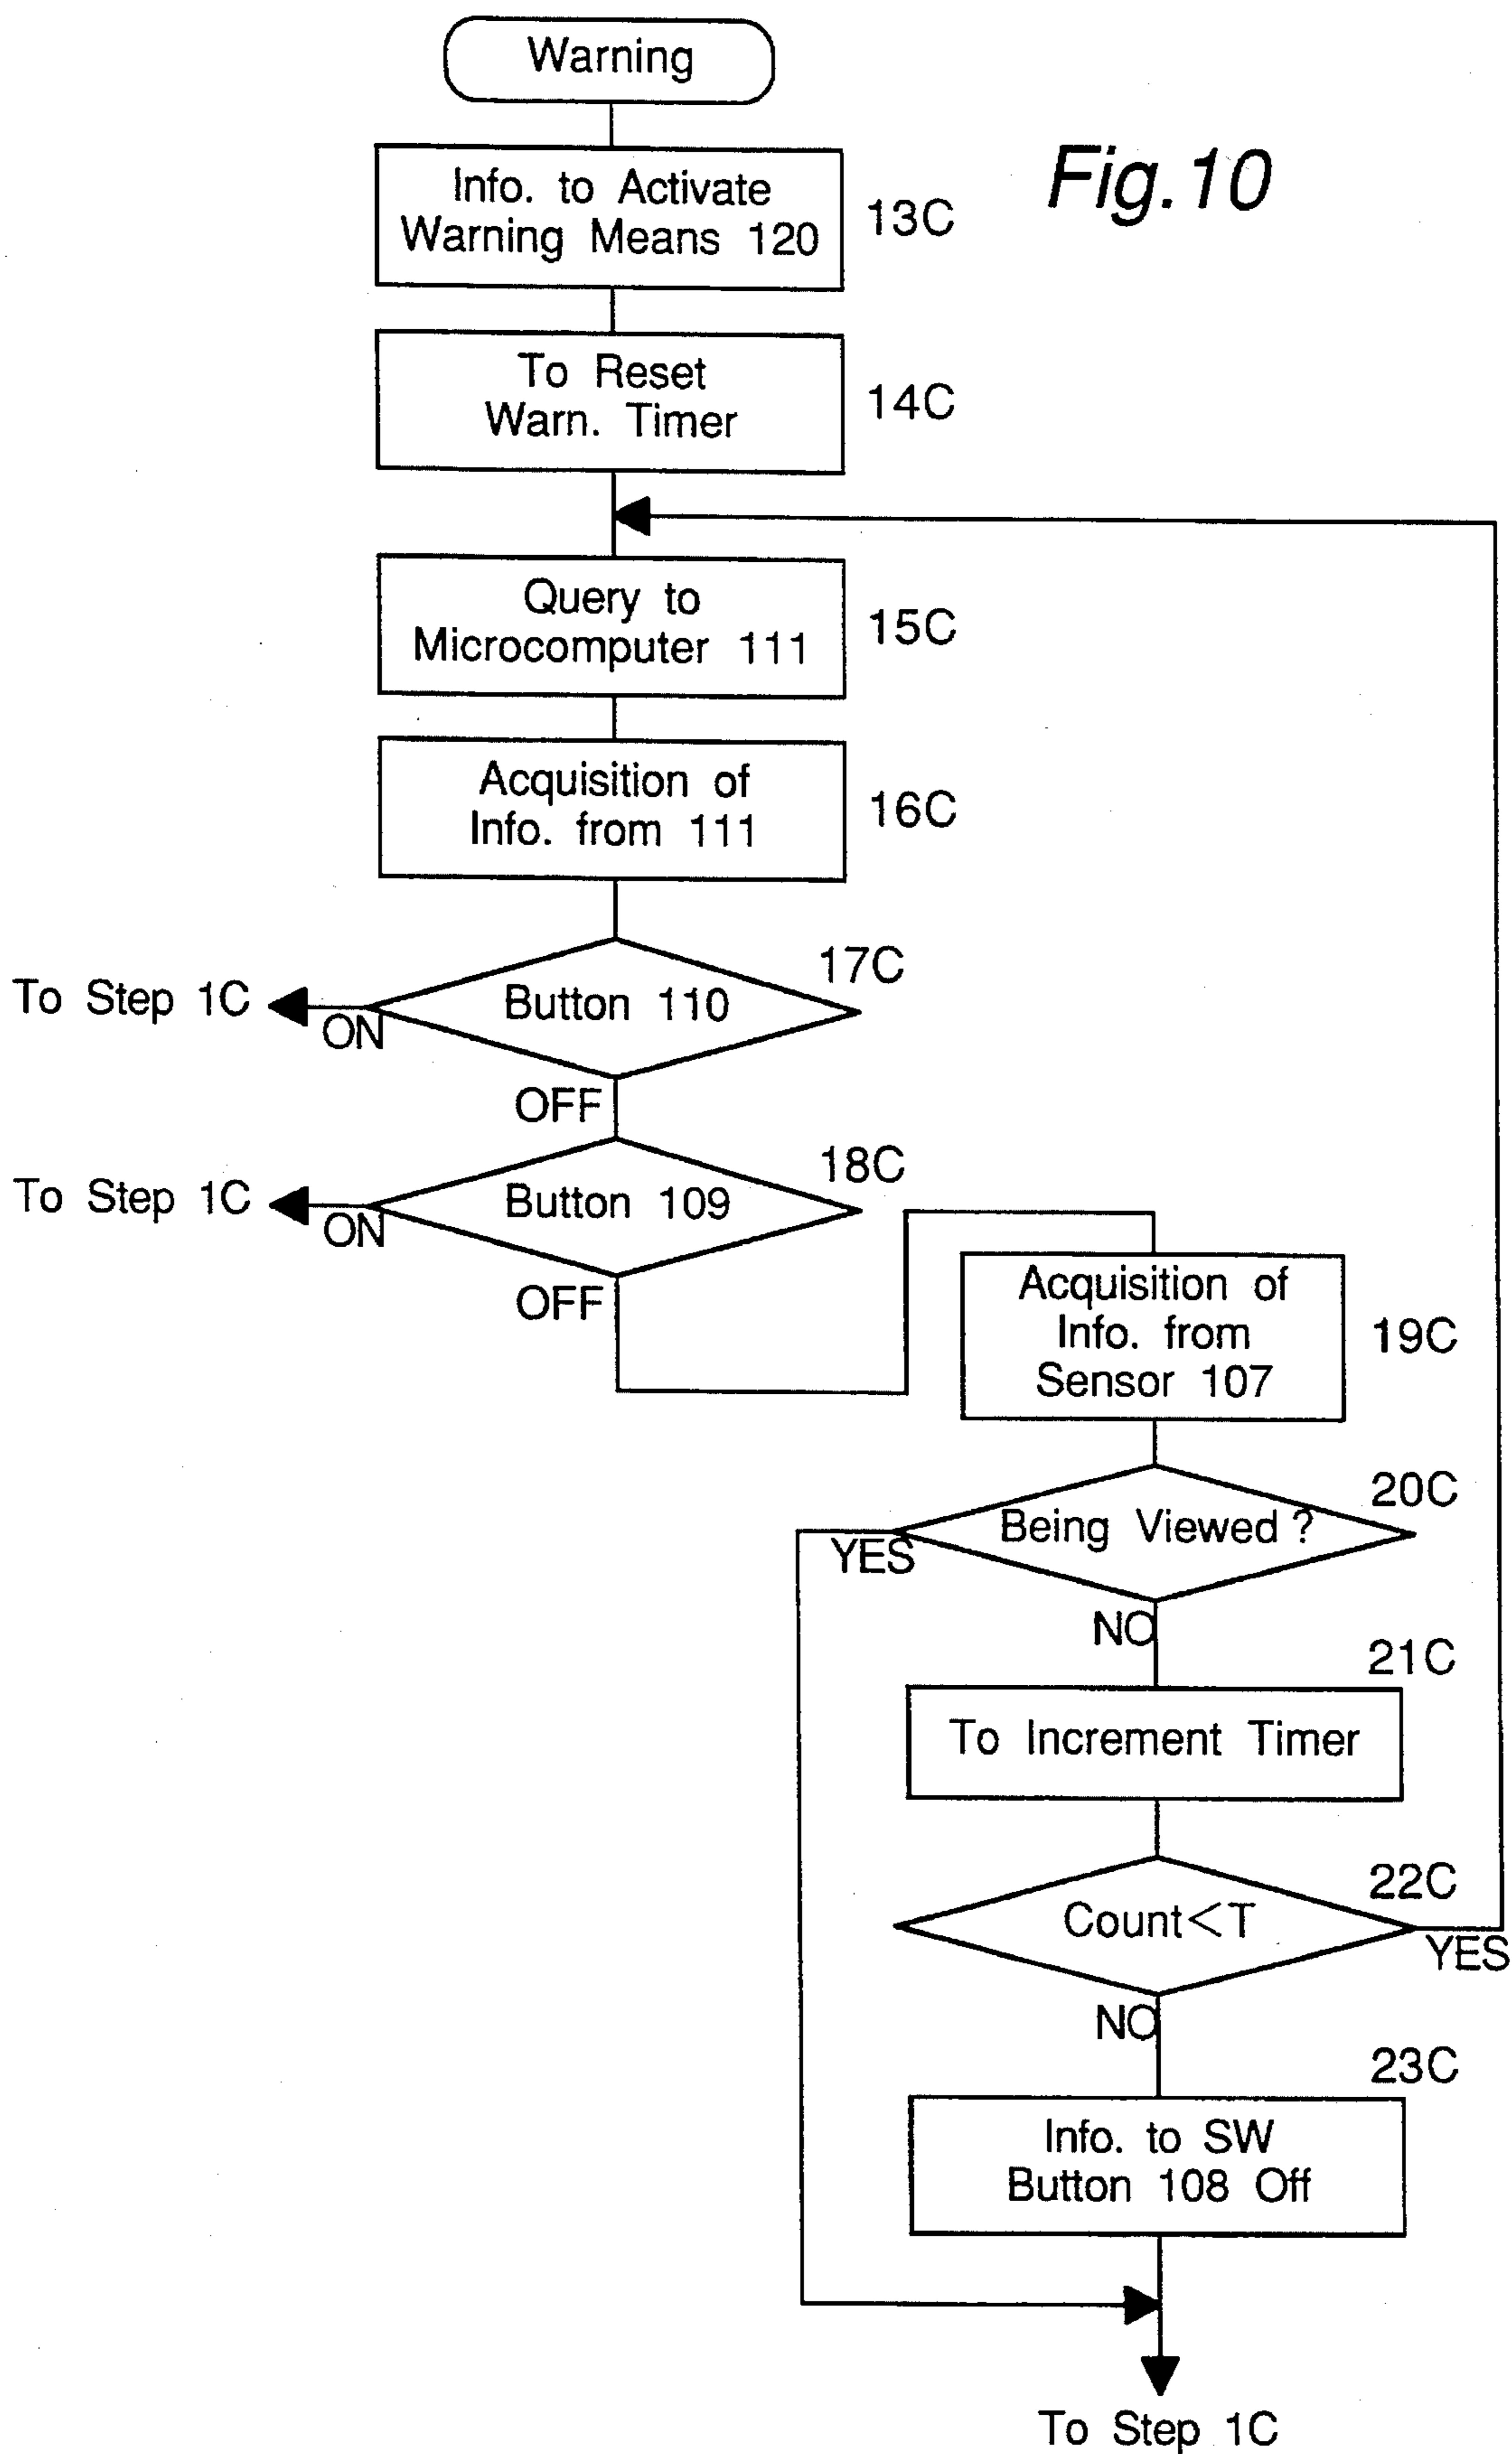 Warning
Fig.10
Info. to Activate
Warning Means 120
13C
To Reset
Warn. Timer
14C
Query to
Microcomputer 111
15C
Acquisition of
Info. from 111
16C
17C
To Step 1C
ON
Button 110
OFF
18C
To Step 1C
ON
Button 109
OFF
Acquisition of
Info. from
Sensor 107
19C
20C
Being Viewed ?
YES
NO
21C
To Increment Timer
22C
Count<T
YES
NO
23C
Info. to SW
Button 108 Off
To Step 1C